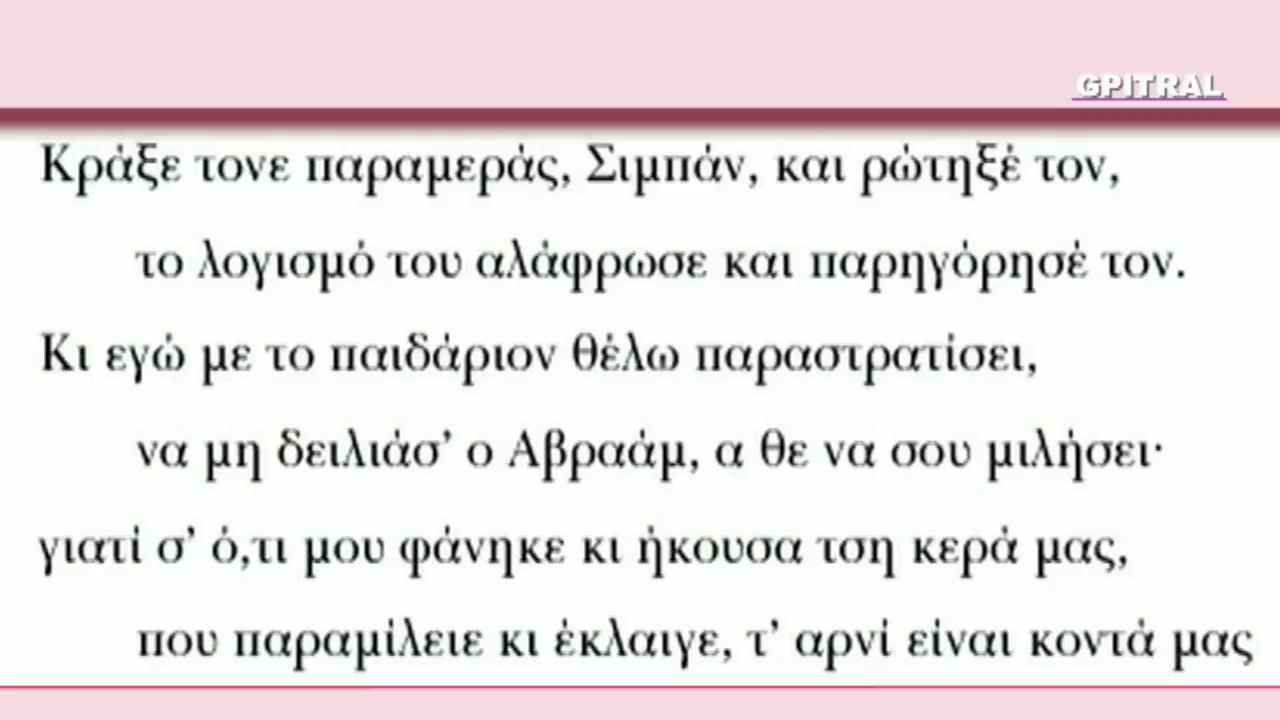 GPITRAL
Κράξε τονε παραμεράς, Σιμπάν, και ρώτηξέ τον,
το λογισμό του αλάφρωσε και παρηγόρησέ τον.
Κι εγώ με το παιδάριον θέλω παραστρατίσει,
να μη δειλιάσ’ ο Αβραάμ, α θε να σου μιλήσει·
γιατί σ’ ό,τι μου φάνηκε κι ήκουσα τση κερά μας,
που παραμίλειε κι έκλαιγε, τ’ αρνί είναι κοντά μας